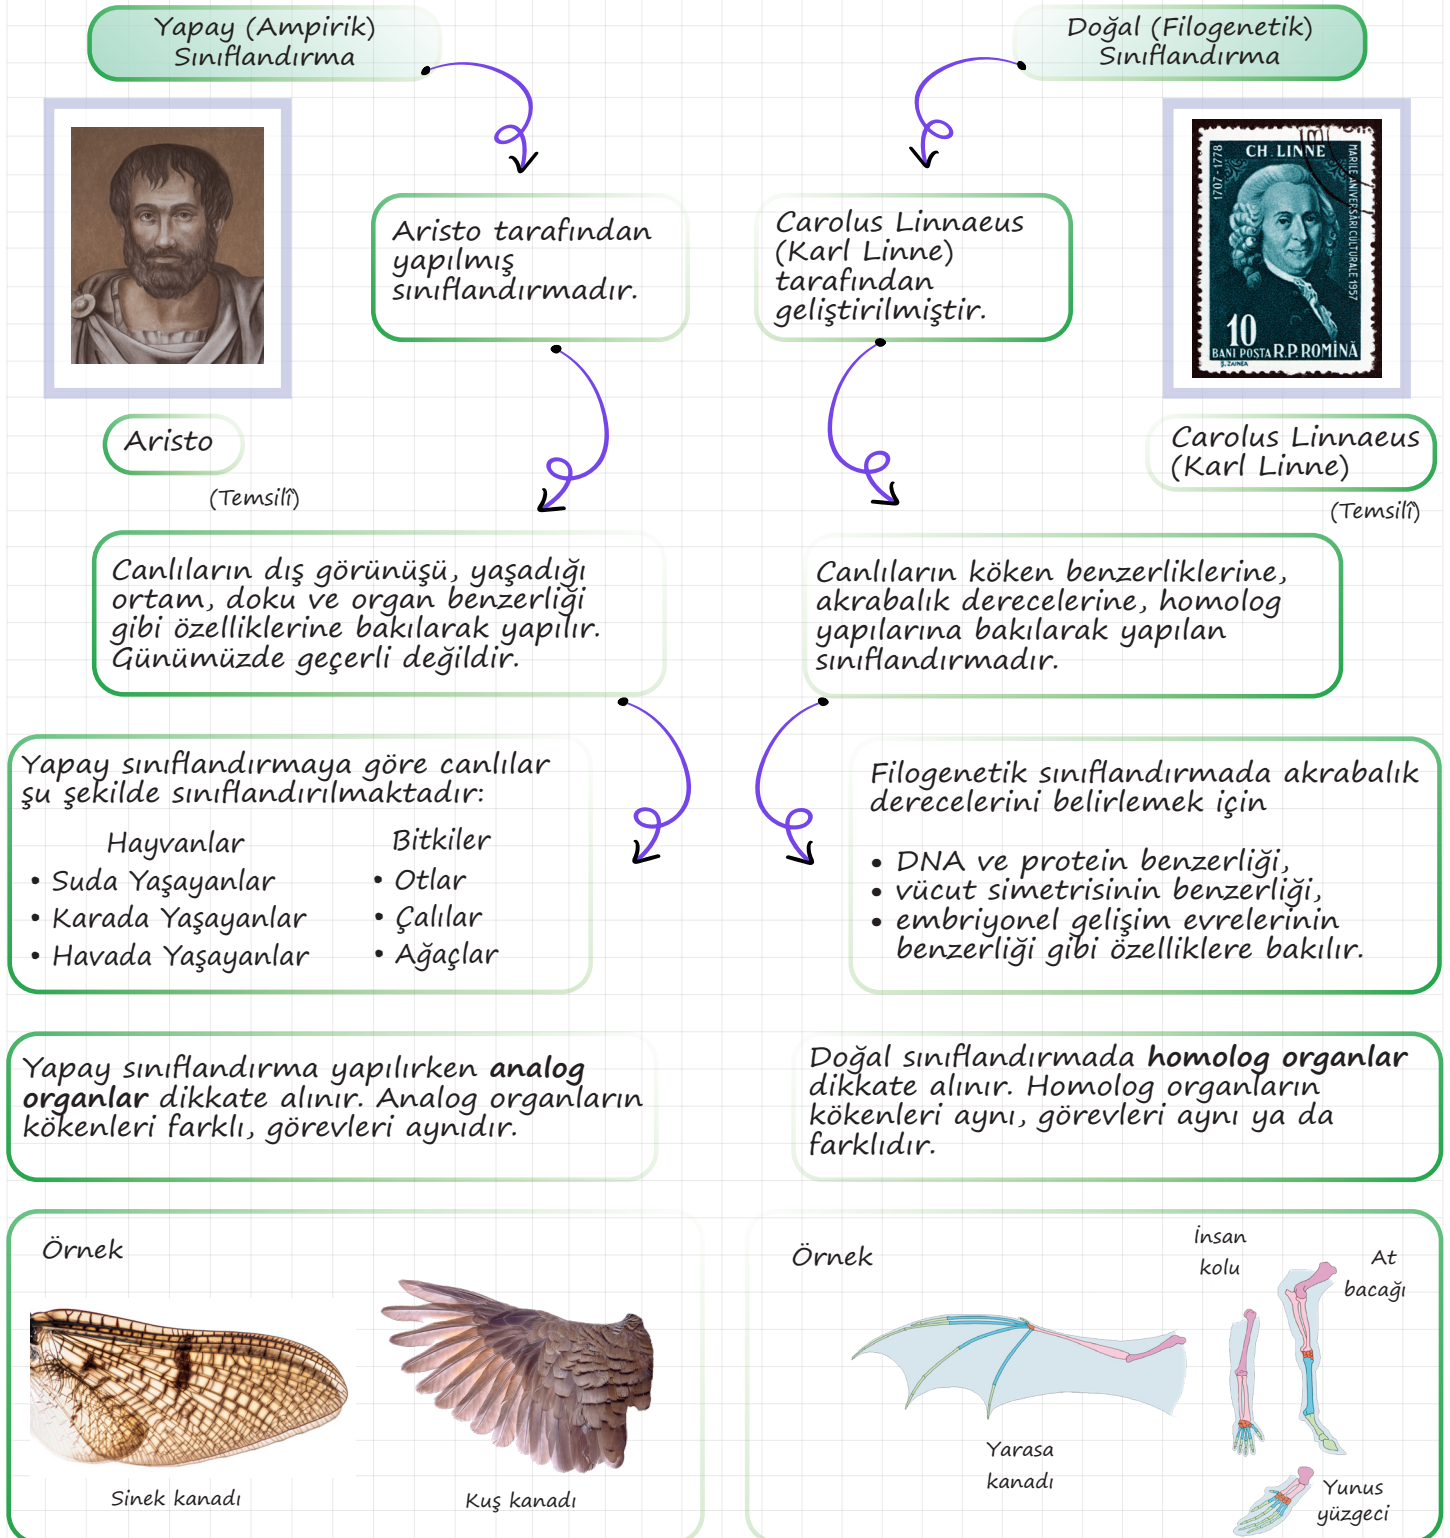 Yapay (Ampirik)
Sınıflandırma
Doğal (Filogenetik)
Sınıflandırma
Aristo tarafından
yapılmış
sınıflandırmadır.
Carolus Linnaeus
(Karl Linne)
tarafından
geliştirilmiştir.
CH. LINNE
1707-1778
MARILE ANIVERSĂRI CULTURALE 1957
10
BANI POSTA R.P. ROMÎNĂ
Ș. ZAINEA
Aristo
(Temsilî)
Carolus Linnaeus
(Karl Linne)
(Temsilî)
Canlıların dış görünüşü, yaşadığı
ortam, doku ve organ benzerliği
gibi özelliklerine bakılarak yapılır.
Günümüzde geçerli değildir.
Canlıların köken benzerliklerine,
akrabalık derecelerine, homolog
yapılarına bakılarak yapılan
sınıflandırmadır.
Yapay sınıflandırmaya göre canlılar
şu şekilde sınıflandırılmaktadır:
Hayvanlar
• Suda Yaşayanlar
• Karada Yaşayanlar
• Havada Yaşayanlar
Bitkiler
• Otlar
• Çalılar
• Ağaçlar
Filogenetik sınıflandırmada akrabalık
derecelerini belirlemek için
• DNA ve protein benzerliği,
• vücut simetrisinin benzerliği,
• embriyonel gelişim evrelerinin
benzerliği gibi özelliklere bakılır.
Yapay sınıflandırma yapılırken analog
organlar dikkate alınır. Analog organların
kökenleri farklı, görevleri aynıdır.
Doğal sınıflandırmada homolog organlar
dikkate alınır. Homolog organların
kökenleri aynı, görevleri aynı ya da
farklıdır.
Örnek
Sinek kanadı
Kuş kanadı
Örnek
Yarasa
kanadı
İnsan
kolu
At
bacağı
Yunus
yüzgeci